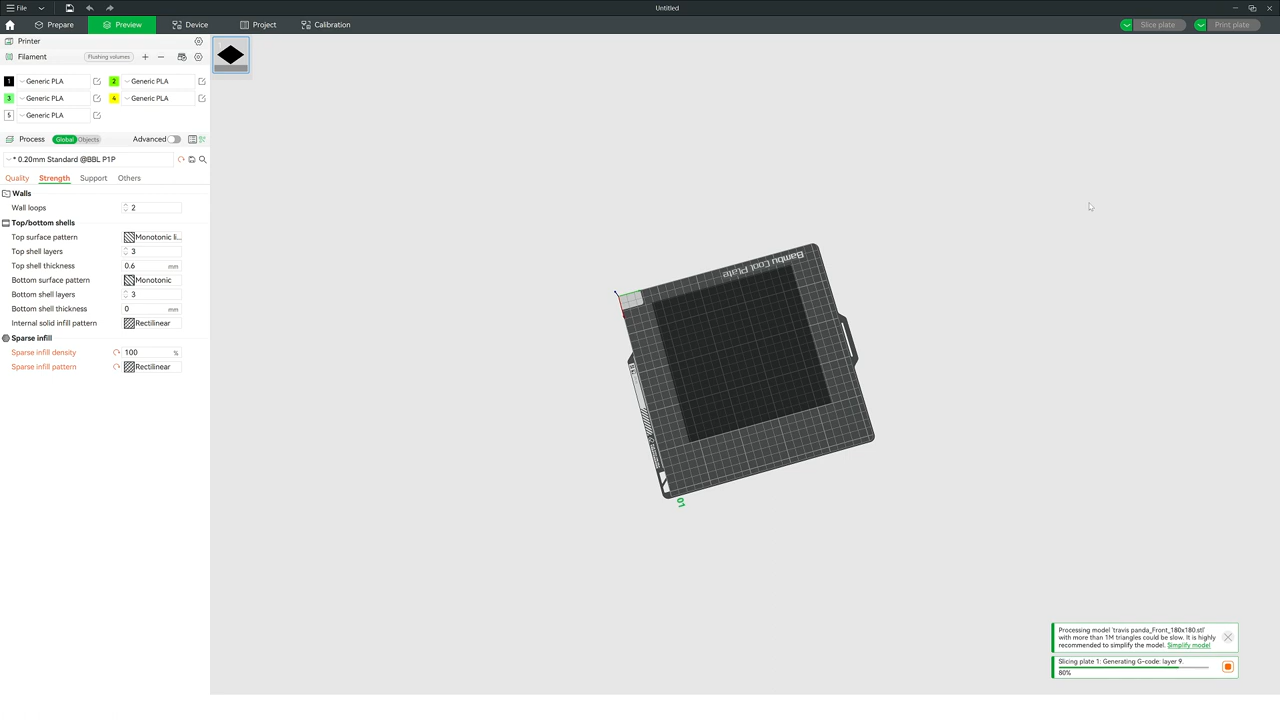 File
Untitled
Prepare
Preview
Device
Project
Calibration
Slice plate
Print plate
Printer
Filament
Flushing volumes
1 Generic PLA
2 Generic PLA
3 Generic PLA
4 Generic PLA
5 Generic PLA
Process
Global
Objects
Advanced
* 0.20mm Standard @BBL P1P
Quality
Strength
Support
Others
Walls
Wall loops 2
Top/bottom shells
Top surface pattern Monotonic li...
Top shell layers 3
Top shell thickness 0.6 mm
Bottom surface pattern Monotonic
Bottom shell layers 3
Bottom shell thickness 0 mm
Internal solid infill pattern Rectilinear
Sparse infill
Sparse infill density 100 %
Sparse infill pattern Rectilinear
Bambu Cool Plate
01
Processing model 'travis panda_Front_180x180.stl'
with more than 1M triangles could be slow. It is highly
recommended to simplify the model. Simplify model
Slicing plate 1: Generating G-code: layer 9.
80%